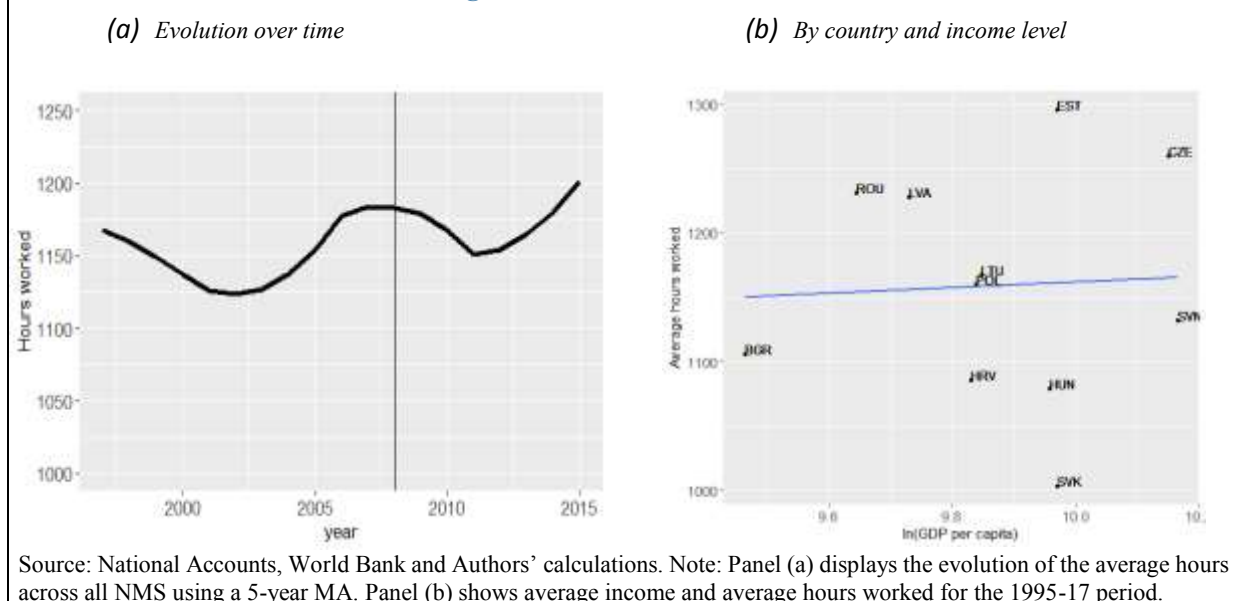 (a) Evolution over time
(b) By country and income level
1250
1200
1150
1100
1050
1000
Hours worked
2000
2005
2010
2015
year
1300
1200
1100
1000
Average hours worked
EST
CZE
ROU
LVA
LTU
POL
SVN
BGR
HRV
HUN
SVK
9.6
9.8
10.0
10.
ln(GDP per capita)
Source: National Accounts, World Bank and Authors' calculations. Note: Panel (a) displays the evolution of the average hours
across all NMS using a 5-year MA. Panel (b) shows average income and average hours worked for the 1995-17 period.